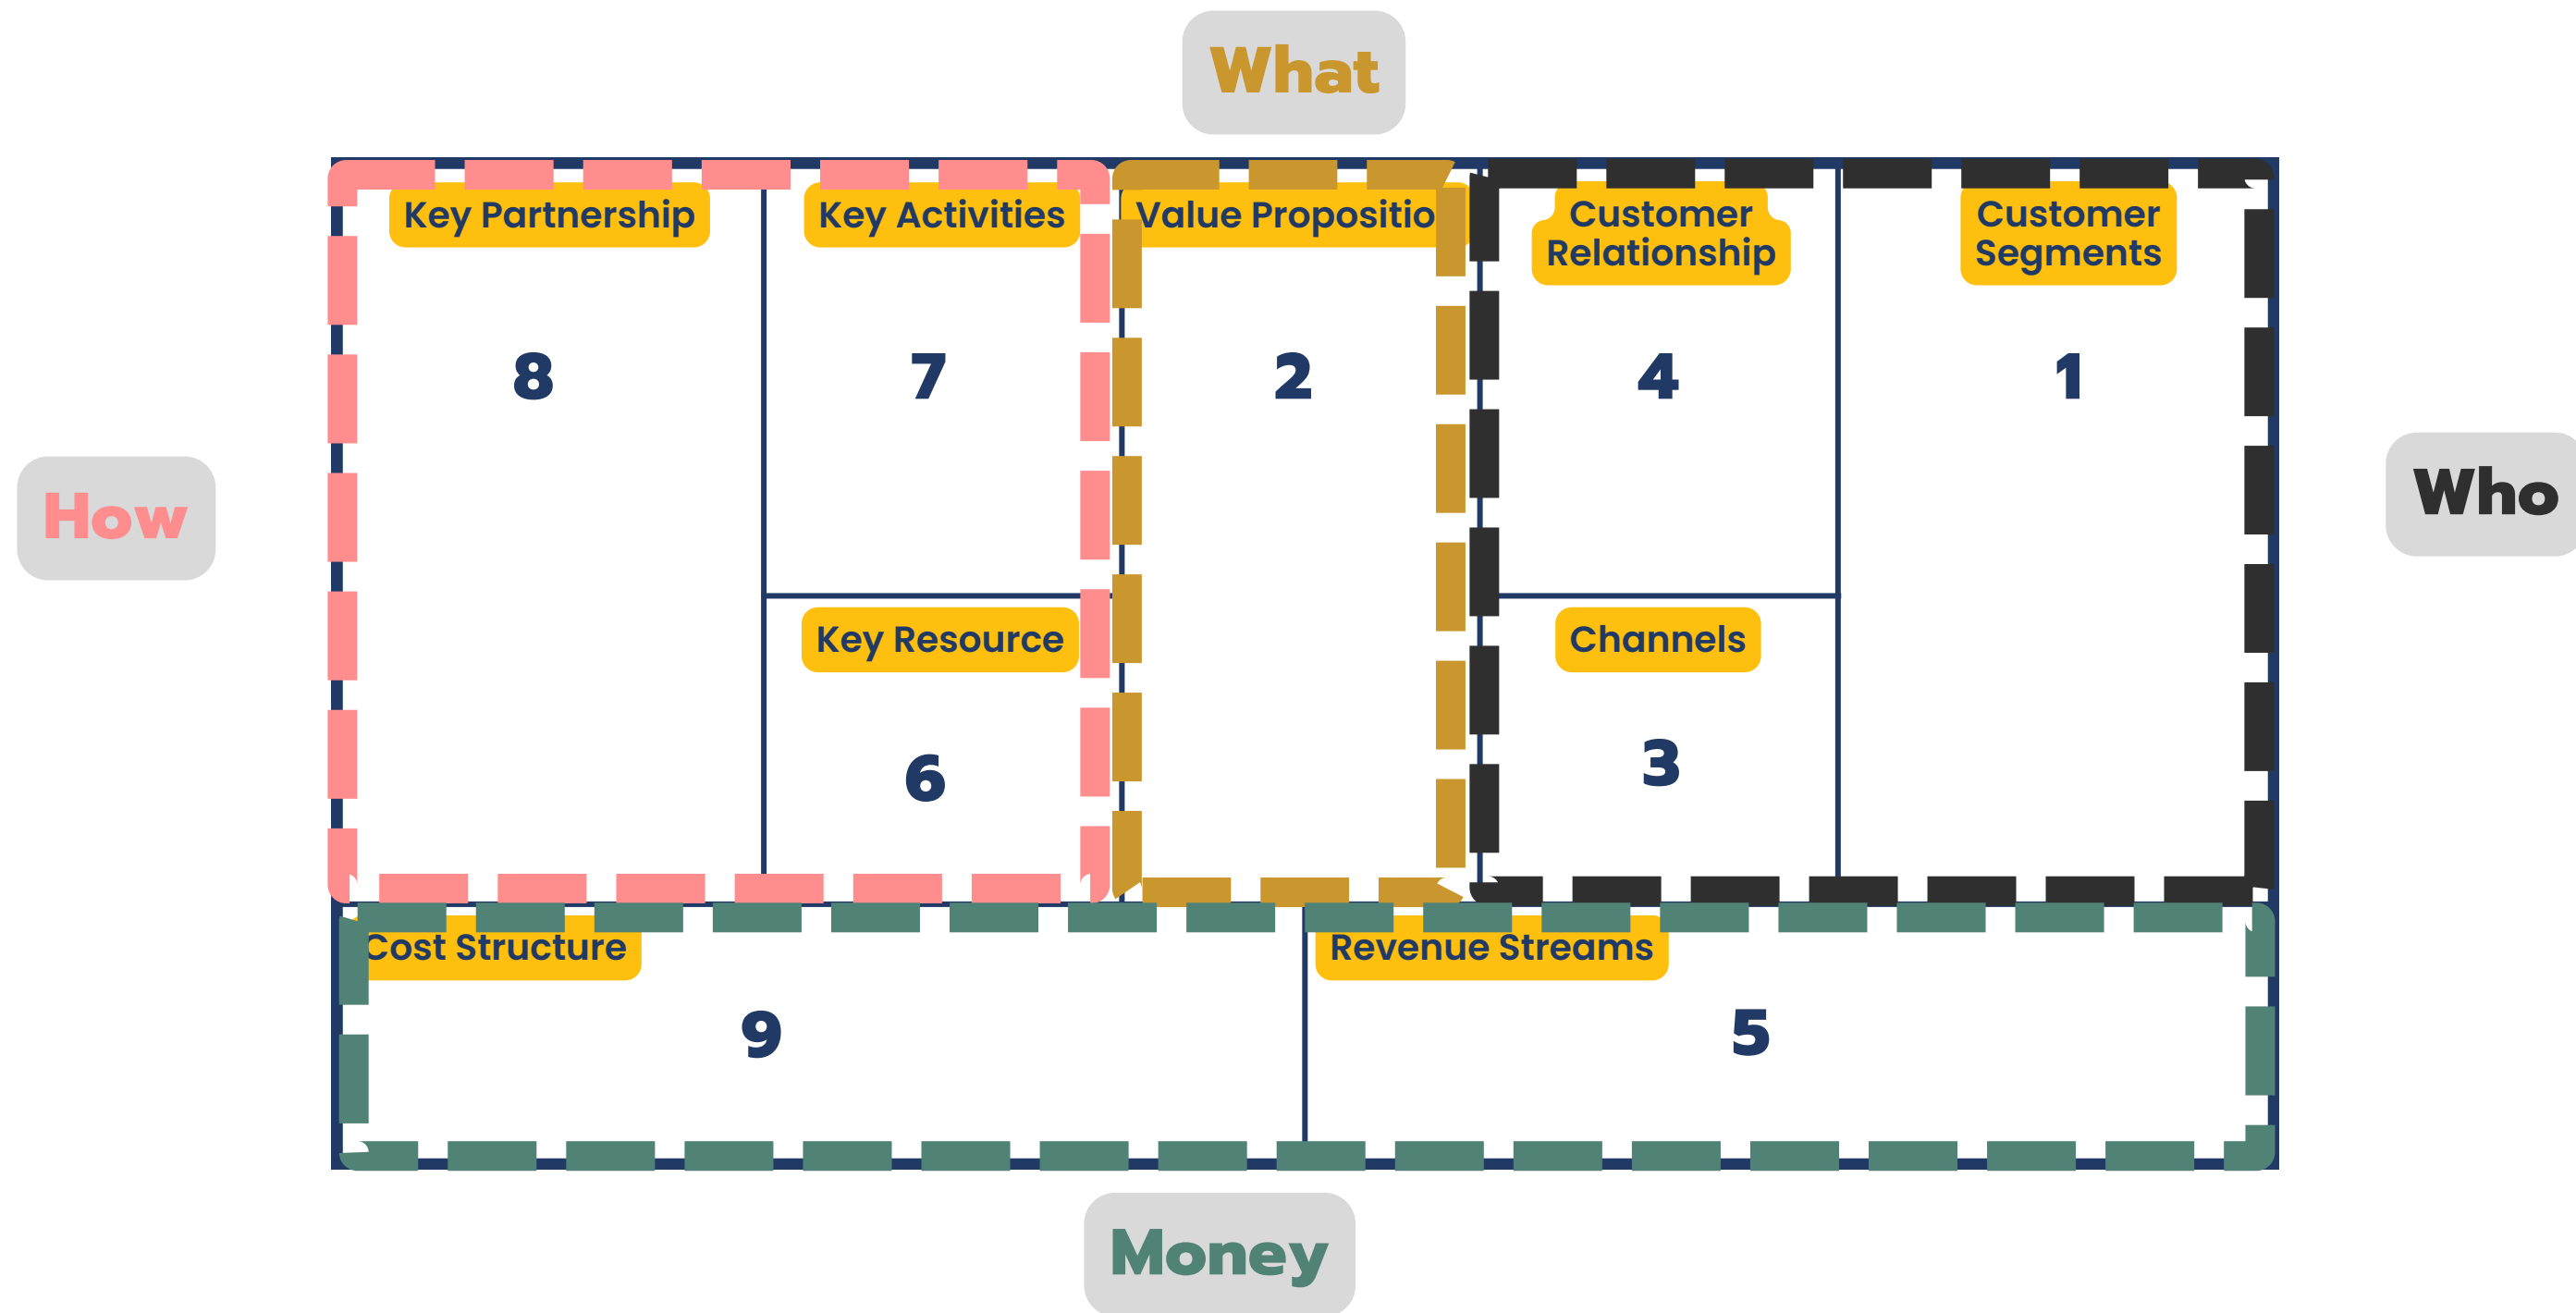 What
Key Partnership
Key Activities
Value Propositio
Customer
Relationship
Customer
Segments
8
7
2
4
1
How
Who
Key Resource
Channels
6
3
Cost Structure
Revenue Streams
9
5
Money